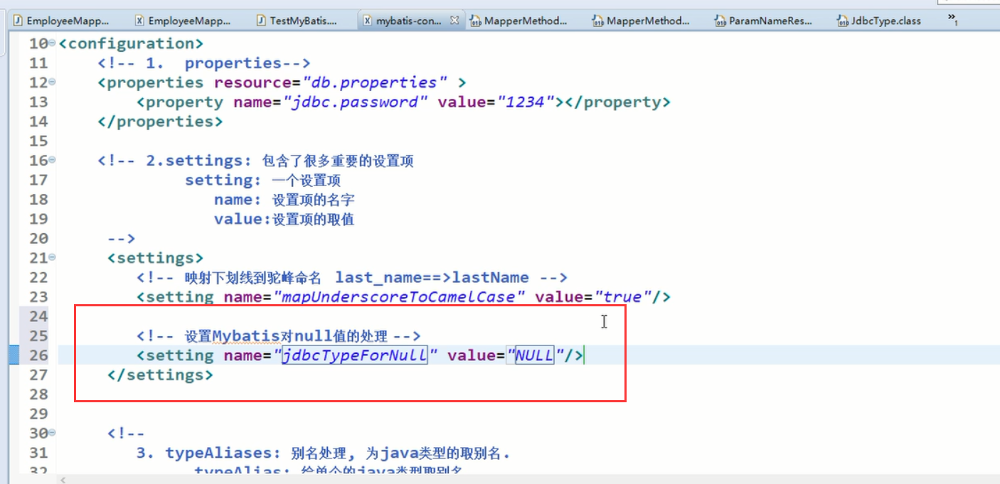 EmployeeMapp... EmployeeMapp... TestMyBatis.... mybatis-con... MapperMethod... MapperMethod... ParamNameRes... JdbcType.class »1
10 <configuration>
11 <!-- 1. properties-->
12 <properties resource="db.properties" >
13 <property name="jdbc.password" value="1234"></property>
14 </properties>
15
16 <!-- 2.settings: 包含了很多重要的设置项
17 setting: 一个设置项
18 name: 设置项的名字
19 value:设置项的取值
20 -->
21 <settings>
22 <!-- 映射下划线到驼峰命名 last_name==>lastName -->
23 <setting name="mapUnderscoreToCamelCase" value="true"/>
24
25 <!-- 设置Mybatis对null值的处理 -->
26 <setting name="jdbcTypeForNull" value="NULL"/>
27 </settings>
28
29
30 <!--
31 3. typeAliases: 别名处理, 为java类型的取别名.
32 typeAlias: 给单个的java类型取别名